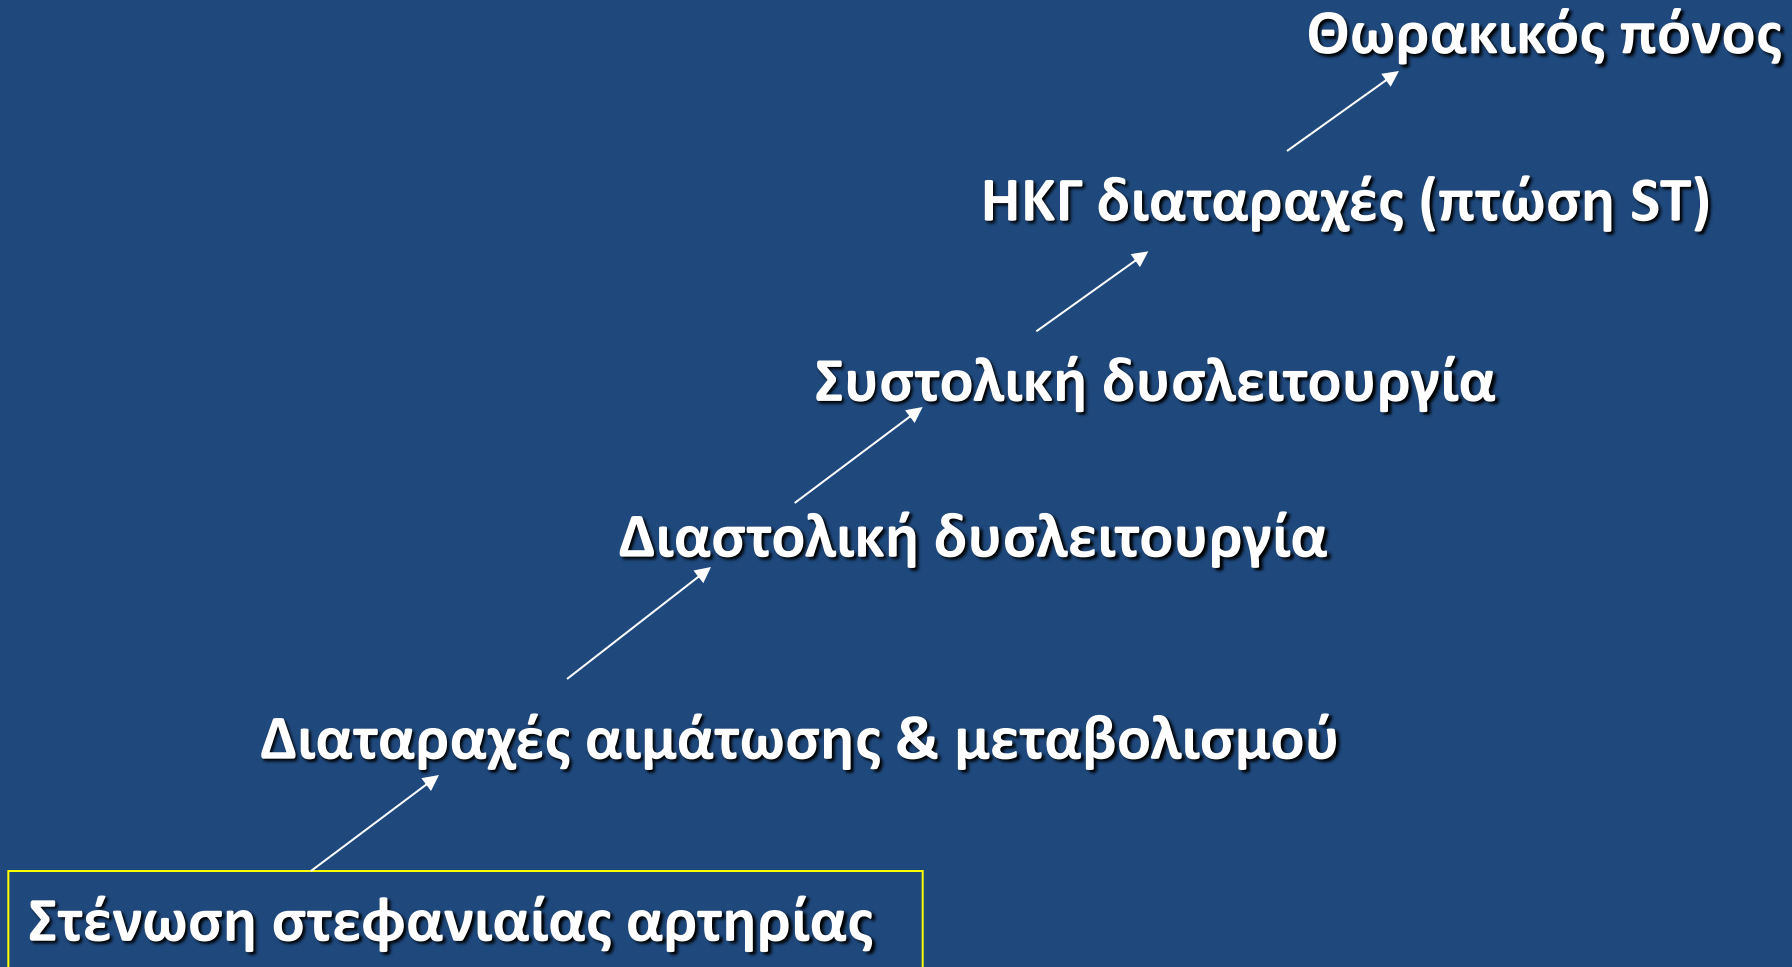 Θωρακικός πόνος
ΗΚΓ διαταραχές (πτώση ST)
Συστολική δυσλειτουργία
Διαστολική δυσλειτουργία
Διαταραχές αιμάτωσης & μεταβολισμού
Στένωση στεφανιαίας αρτηρίας